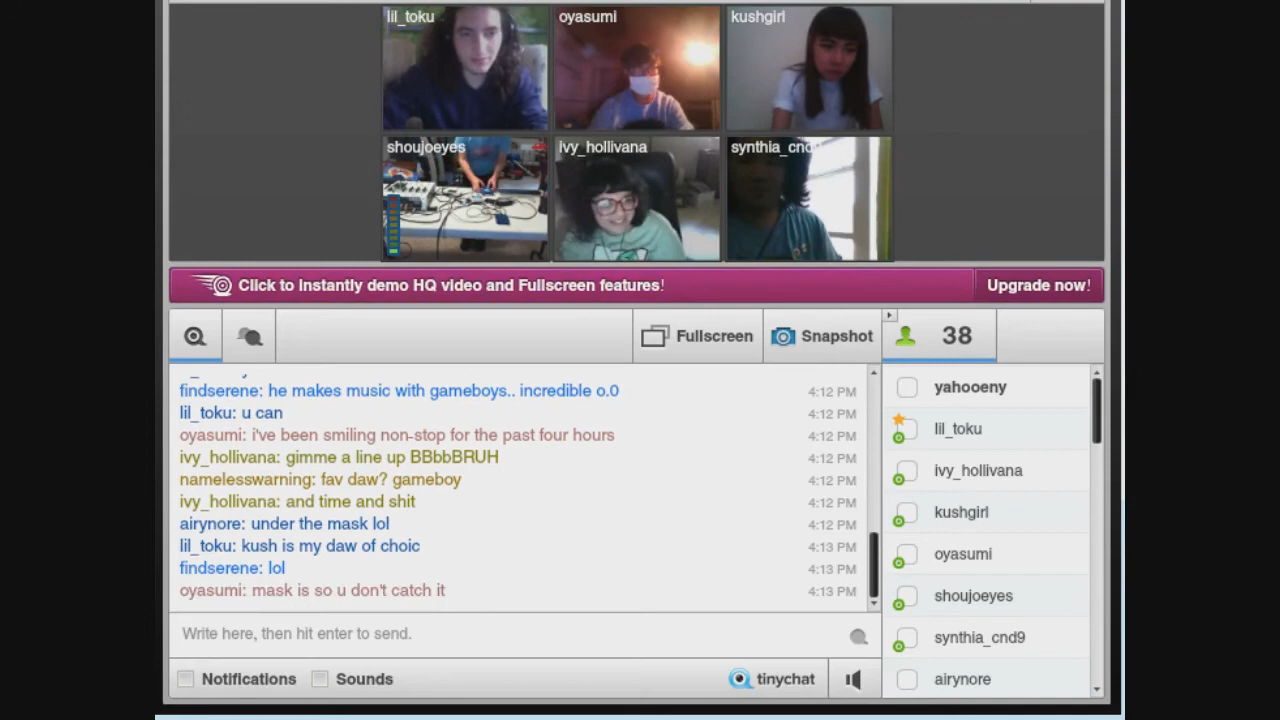 lil_toku
oyasumi
kushgirl
shoujoeyes
ivy_hollivana
synthia_cnd9
Click to instantly demo HQ video and Fullscreen features!
Upgrade now!
Fullscreen
Snapshot
38
findserene: he makes music with gameboys.. incredible o.0 4:12 PM
lil_toku: u can 4:12 PM
oyasumi: i've been smiling non-stop for the past four hours 4:12 PM
ivy_hollivana: gimme a line up BBbbBRUH 4:12 PM
namelesswarning: fav daw? gameboy 4:12 PM
ivy_hollivana: and time and shit 4:12 PM
airynore: under the mask lol 4:12 PM
lil_toku: kush is my daw of choic 4:13 PM
findserene: lol 4:13 PM
oyasumi: mask is so u don't catch it 4:13 PM
Write here, then hit enter to send.
Notifications
Sounds
tinychat
yahooeny
lil_toku
ivy_hollivana
kushgirl
oyasumi
shoujoeyes
synthia_cnd9
airynore